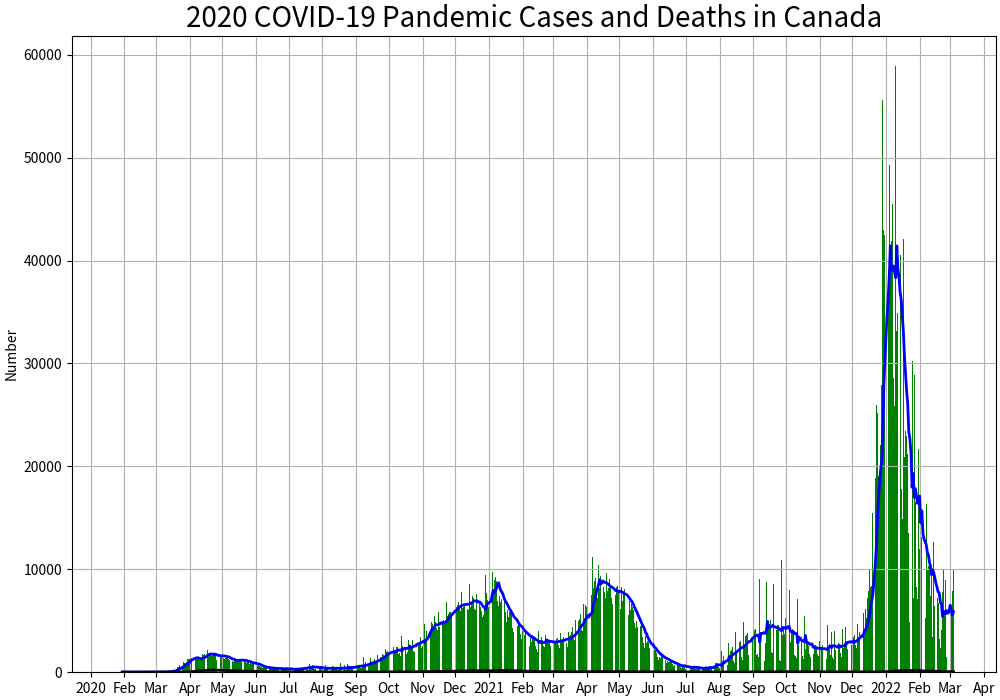 2020 COVID-19 Pandemic Cases and Deaths in Canada
60000
50000
40000
30000
20000
10000
0
Number
2020 Feb Mar Apr May Jun Jul Aug Sep Oct Nov Dec 2021 Feb Mar Apr May Jun Jul Aug Sep Oct Nov Dec 2022 Feb Mar Apr